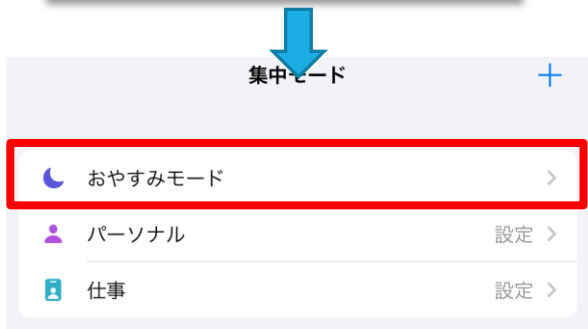 集中モード
おやすみモード
パーソナル 設定
仕事 設定